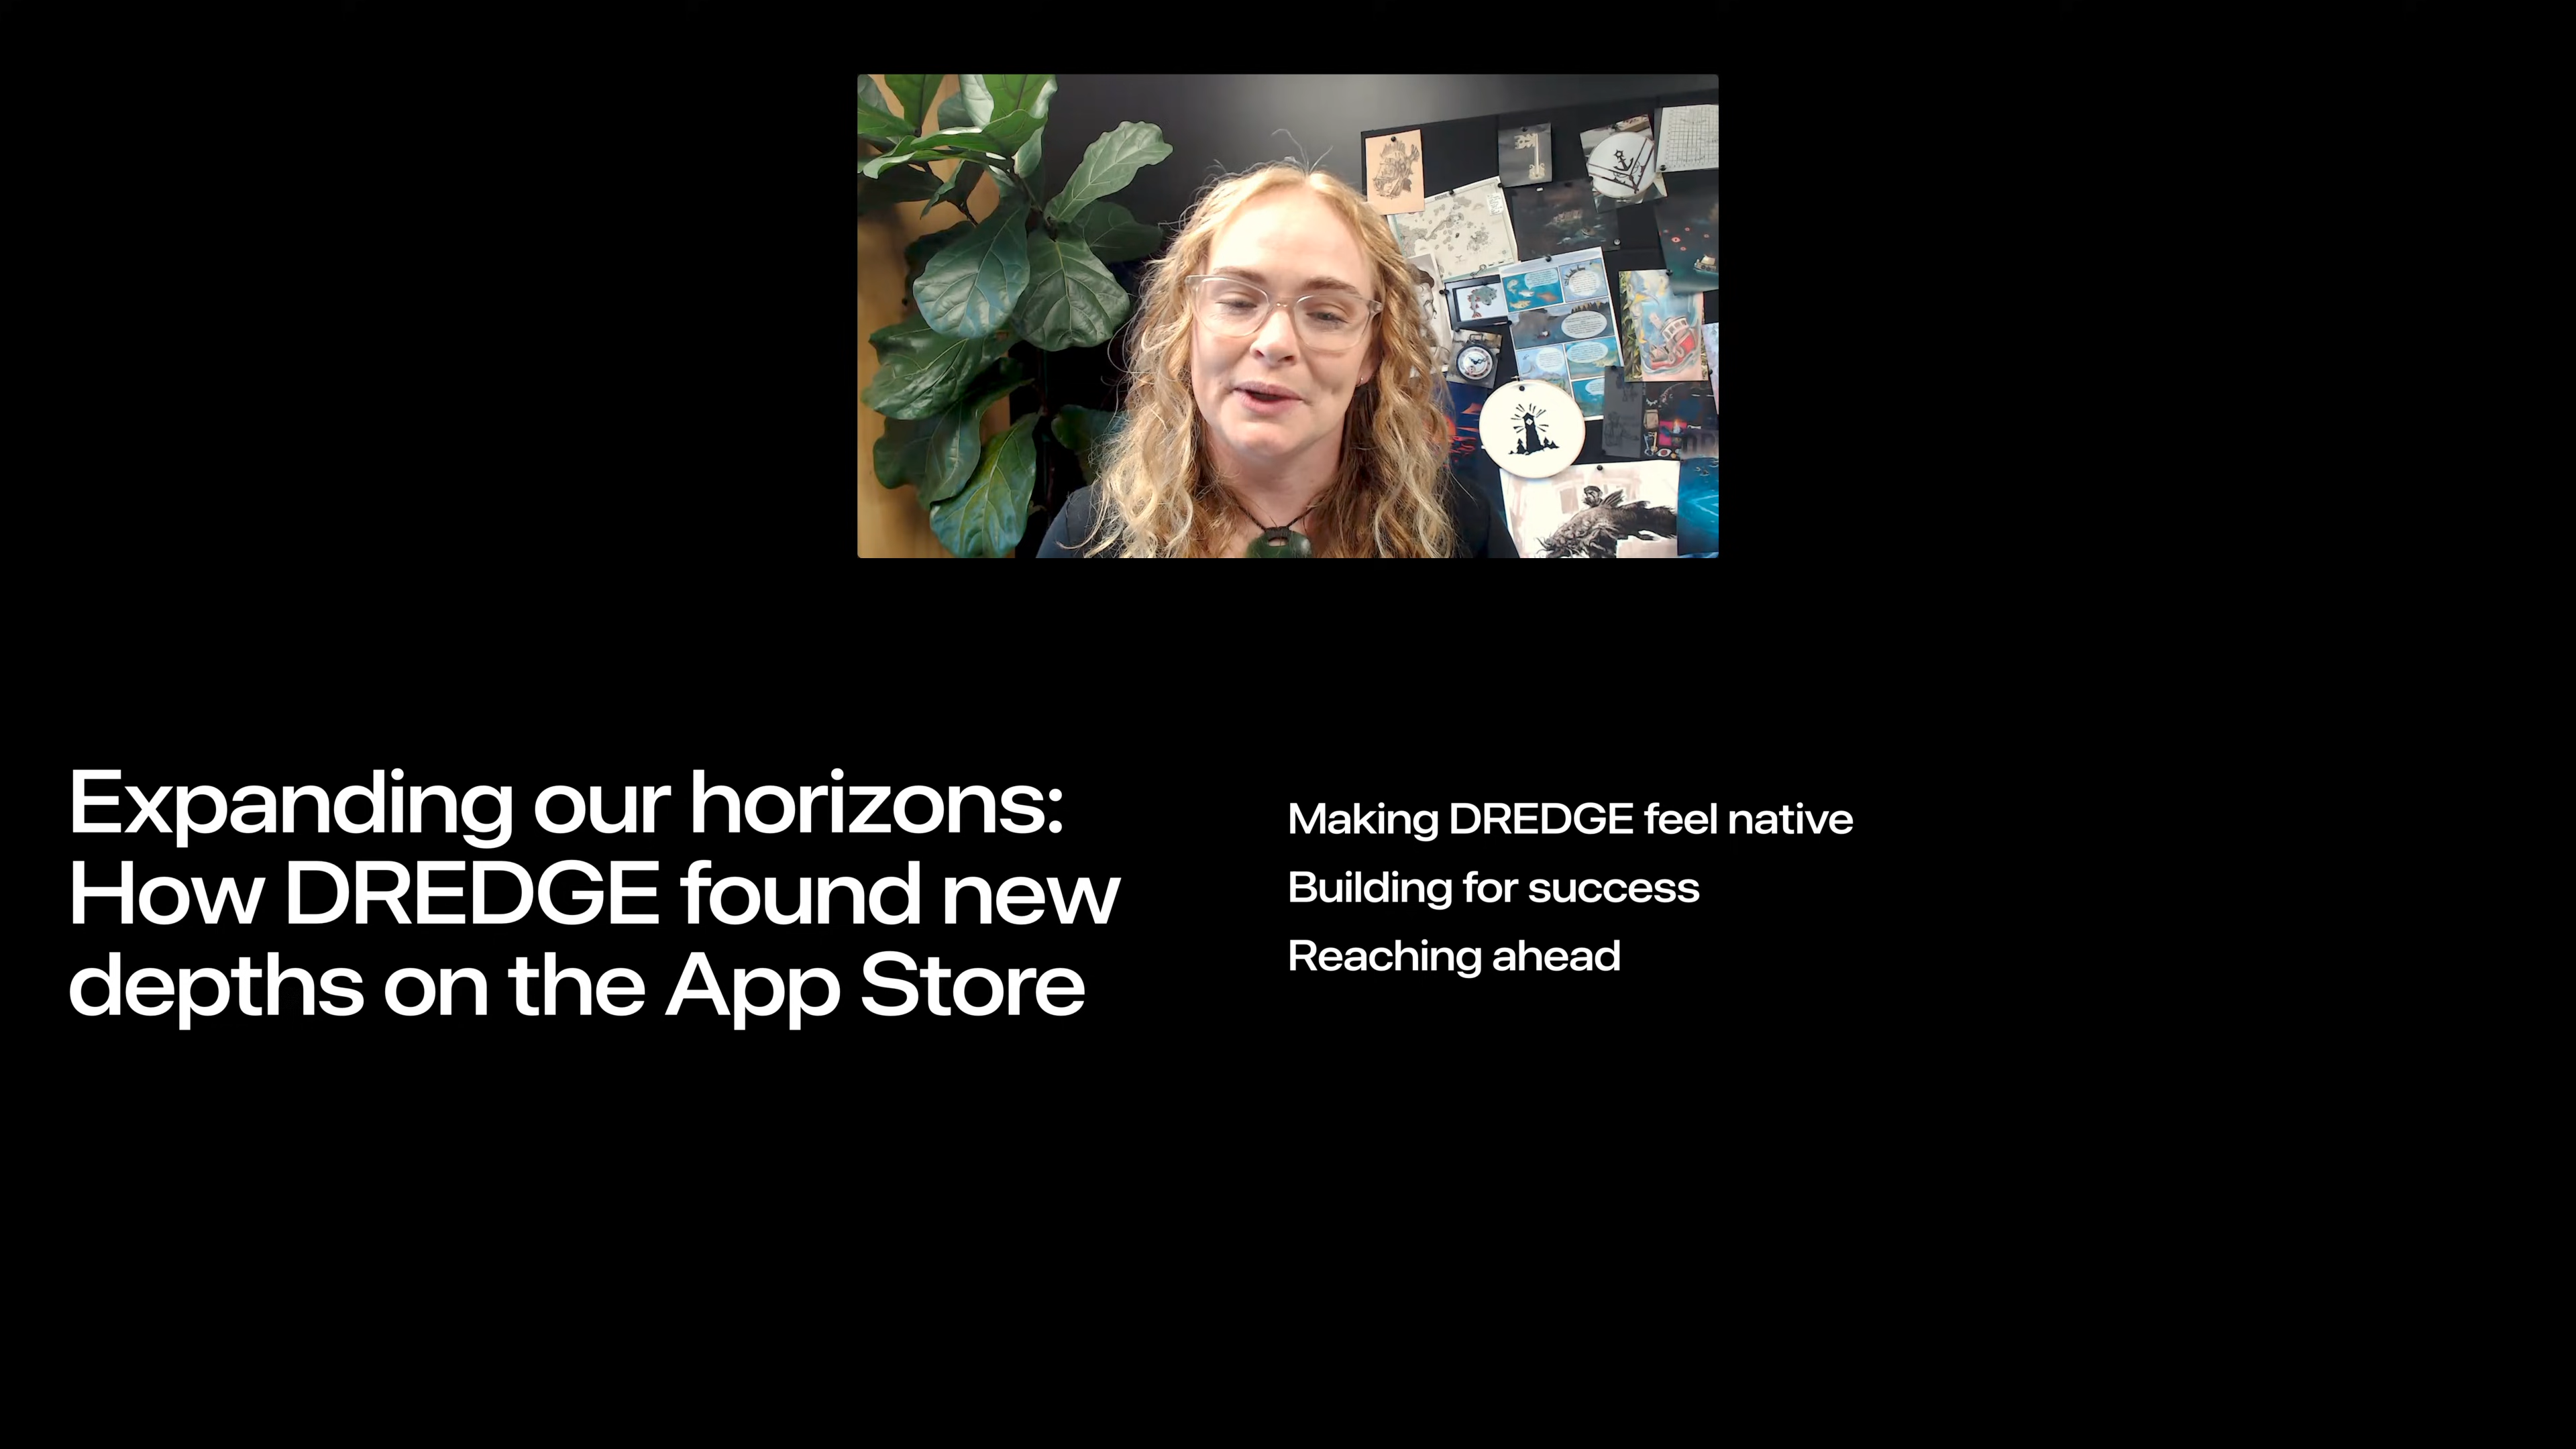 Expanding our horizons:
How DREDGE found new
depths on the App Store
Making DREDGE feel native
Building for success
Reaching ahead